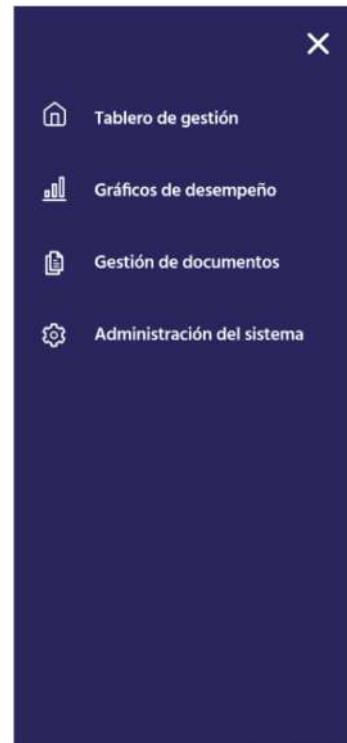 Tablero de gestión
Gráficos de desempeño
Gestión de documentos
Administración del sistema